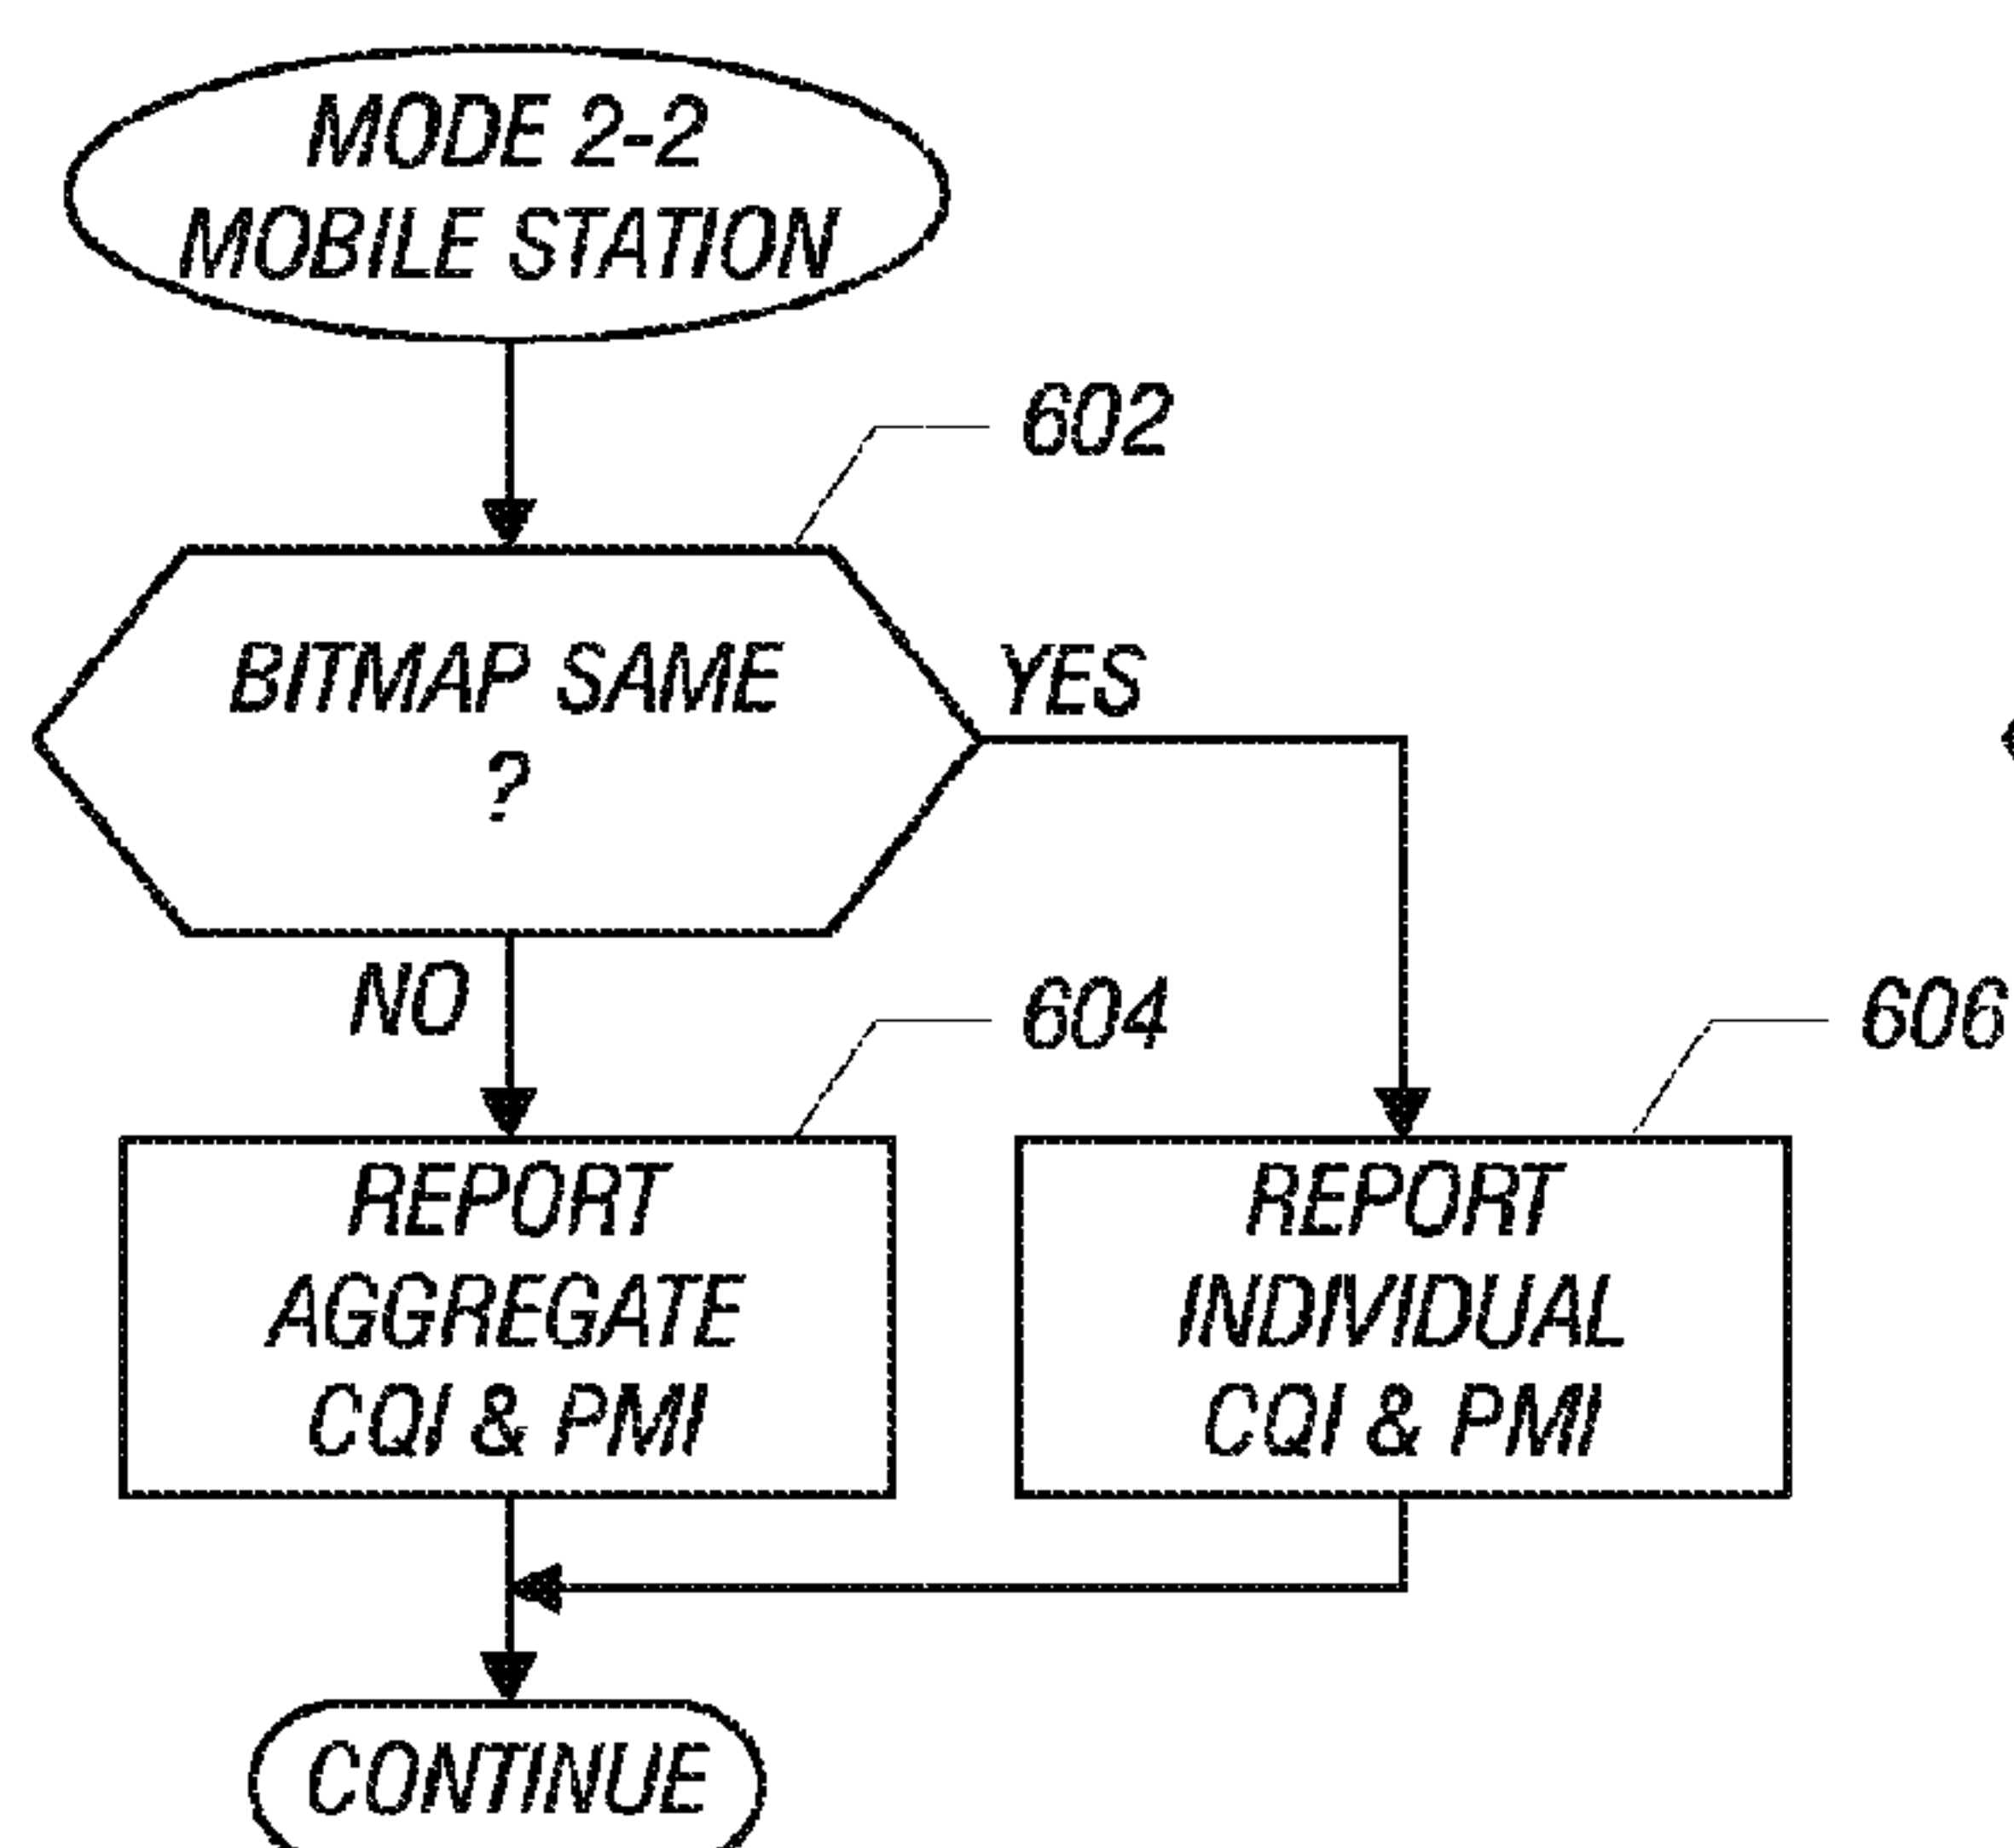 MODE 2-2
MOBILE STATION
602
BITMAP SAME
?
YES
NO
604
606
REPORT
AGGREGATE
CQI & PMI
REPORT
INDIVIDUAL
CQI & PMI
CONTINUE